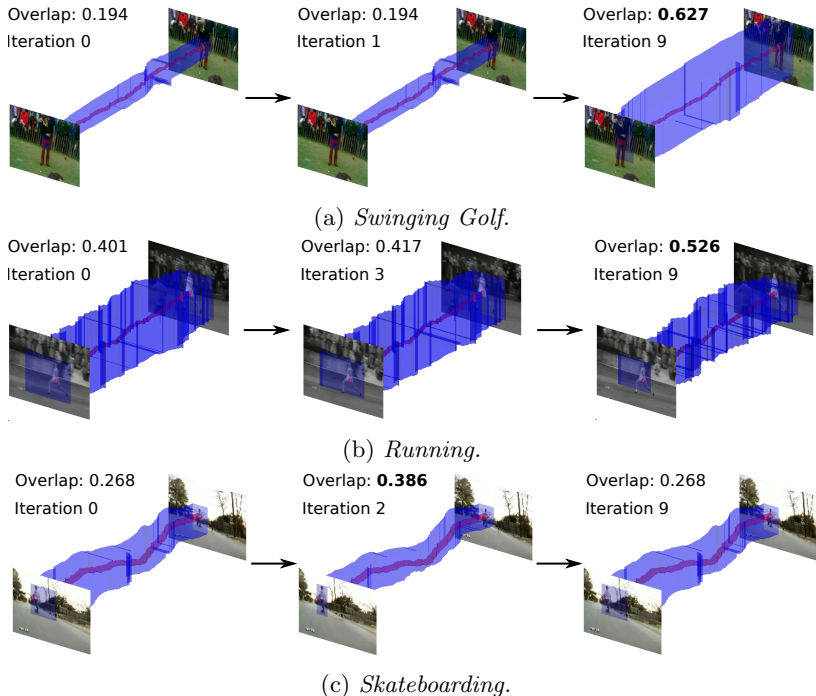 Overlap: 0.194 Overlap: 0.194 Overlap: 0.627
Iteration 0 Iteration 1 Iteration 9
(a) Swinging Golf.
Overlap: 0.401 Overlap: 0.417 Overlap: 0.526
Iteration 0 Iteration 3 Iteration 9
(b) Running.
Overlap: 0.268 Overlap: 0.386 Overlap: 0.268
Iteration 0 Iteration 2 Iteration 9
(c) Skateboarding.